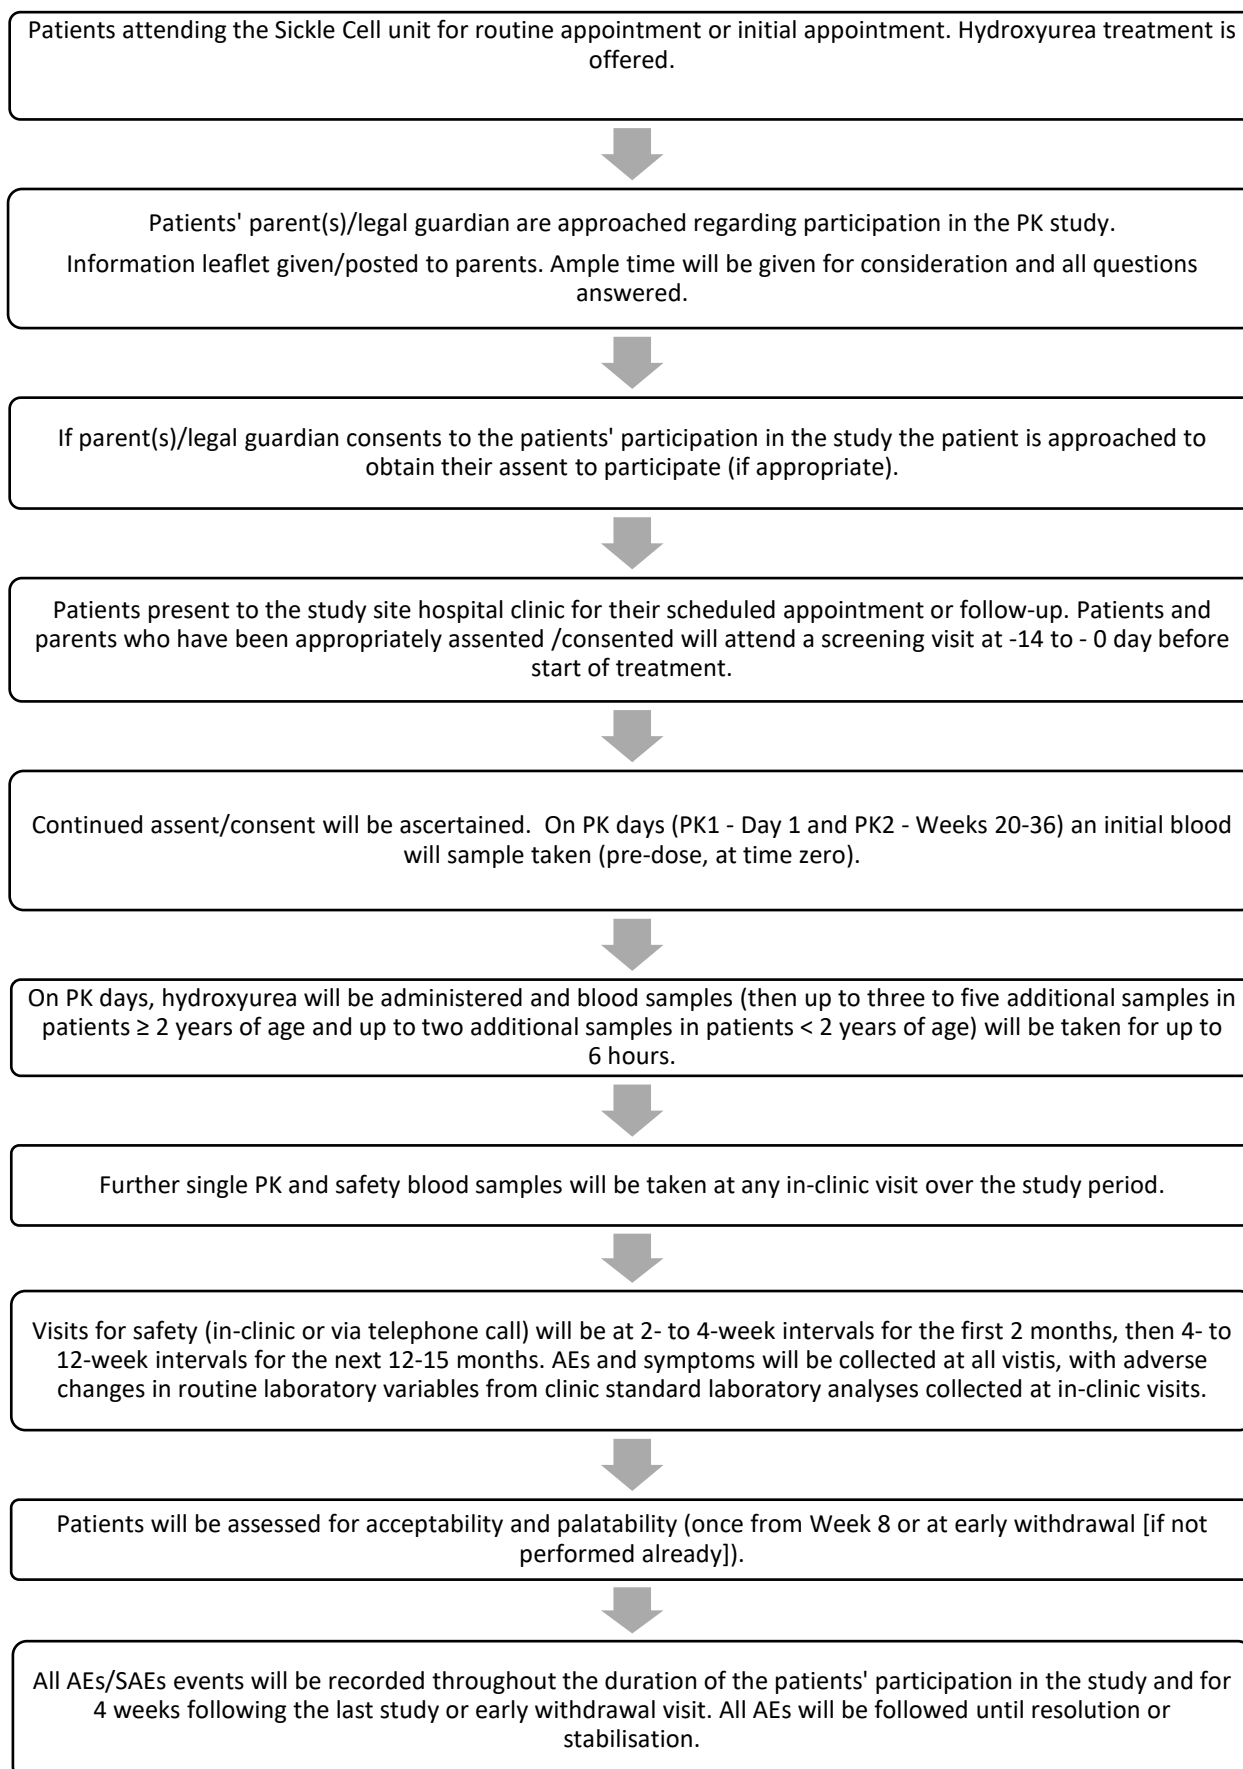 Patients attending the Sickle Cell unit for routine appointment or initial appointment. Hydroxyurea treatment is
offered.
Patients' parent(s)/legal guardian are approached regarding participation in the PK study.
Information leaflet given/posted to parents. Ample time will be given for consideration and all questions
answered.
If parent(s)/legal guardian consents to the patients' participation in the study the patient is approached to
obtain their assent to participate (if appropriate).
Patients present to the study site hospital clinic for their scheduled appointment or follow-up. Patients and
parents who have been appropriately assented /consented will attend a screening visit at -14 to - 0 day before
start of treatment.
Continued assent/consent will be ascertained.  On PK days (PK1 - Day 1 and PK2 - Weeks 20-36) an initial blood
will sample taken (pre-dose, at time zero).
On PK days, hydroxyurea will be administered and blood samples (then up to three to five additional samples in
patients ≥ 2 years of age and up to two additional samples in patients < 2 years of age) will be taken for up to
6 hours.
Further single PK and safety blood samples will be taken at any in-clinic visit over the study period.
Visits for safety (in-clinic or via telephone call) will be at 2- to 4-week intervals for the first 2 months, then 4- to
12-week intervals for the next 12-15 months. AEs and symptoms will be collected at all vistis, with adverse
changes in routine laboratory variables from clinic standard laboratory analyses collected at in-clinic visits.
Patients will be assessed for acceptability and palatability (once from Week 8 or at early withdrawal [if not
performed already]).
All AEs/SAEs events will be recorded throughout the duration of the patients' participation in the study and for
4 weeks following the last study or early withdrawal visit. All AEs will be followed until resolution or
stabilisation.